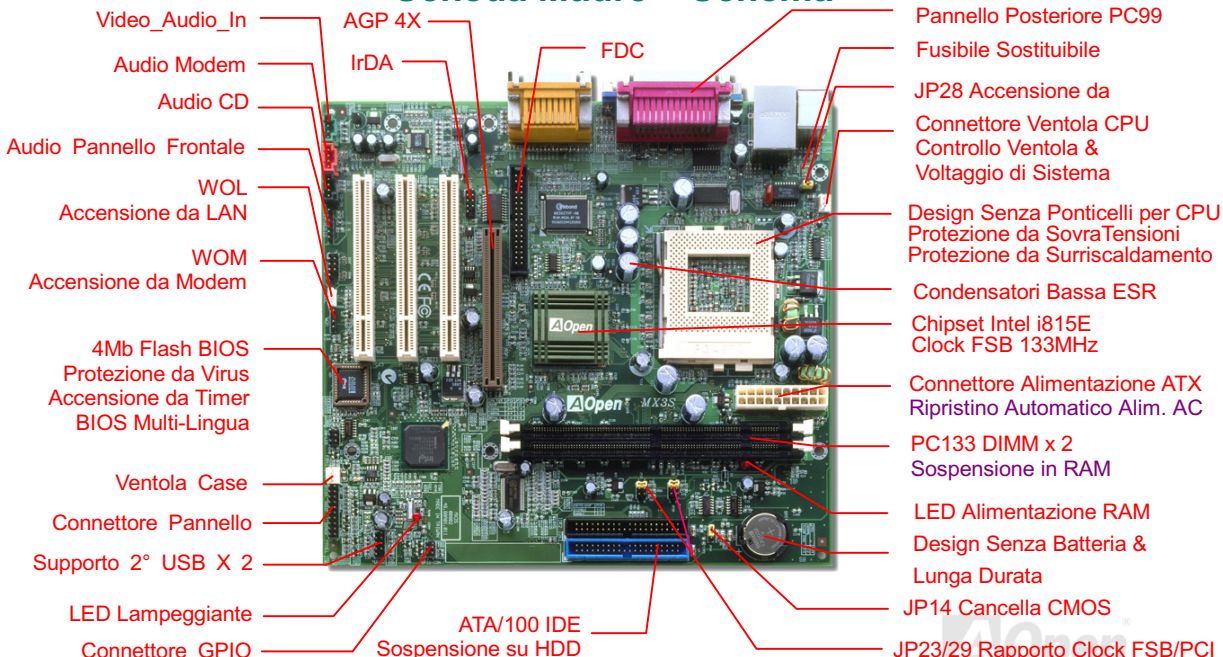 Video_Audio_In
Audio Modem
Audio CD
Audio Pannello Frontale
WOL
Accensione da LAN
WOM
Accensione da Modem
4Mb Flash BIOS
Protezione da Virus
Accensione da Timer
BIOS Multi-Lingua
Ventola Case
Connettore Pannello
Supporto 2° USB X 2
LED Lampeggiante
Connettore GPIO
AGP 4X
IrDA
FDC
AOpen
AOpen MX3S
ATA/100 IDE
Sospensione su HDD
Pannello Posteriore PC99
Fusibile Sostituibile
JP28 Accensione da
Connettore Ventola CPU
Controllo Ventola &
Voltaggio di Sistema
Design Senza Ponticelli per CPU
Protezione da SovraTensioni
Protezione da Surriscaldamento
Condensatori Bassa ESR
Chipset Intel i815E
Clock FSB 133MHz
Connettore Alimentazione ATX
Ripristino Automatico Alim. AC
PC133 DIMM x 2
Sospensione in RAM
LED Alimentazione RAM
Design Senza Batteria &
Lunga Durata
JP14 Cancella CMOS
AOpen
JP23/29 Rapporto Clock FSB/PCI